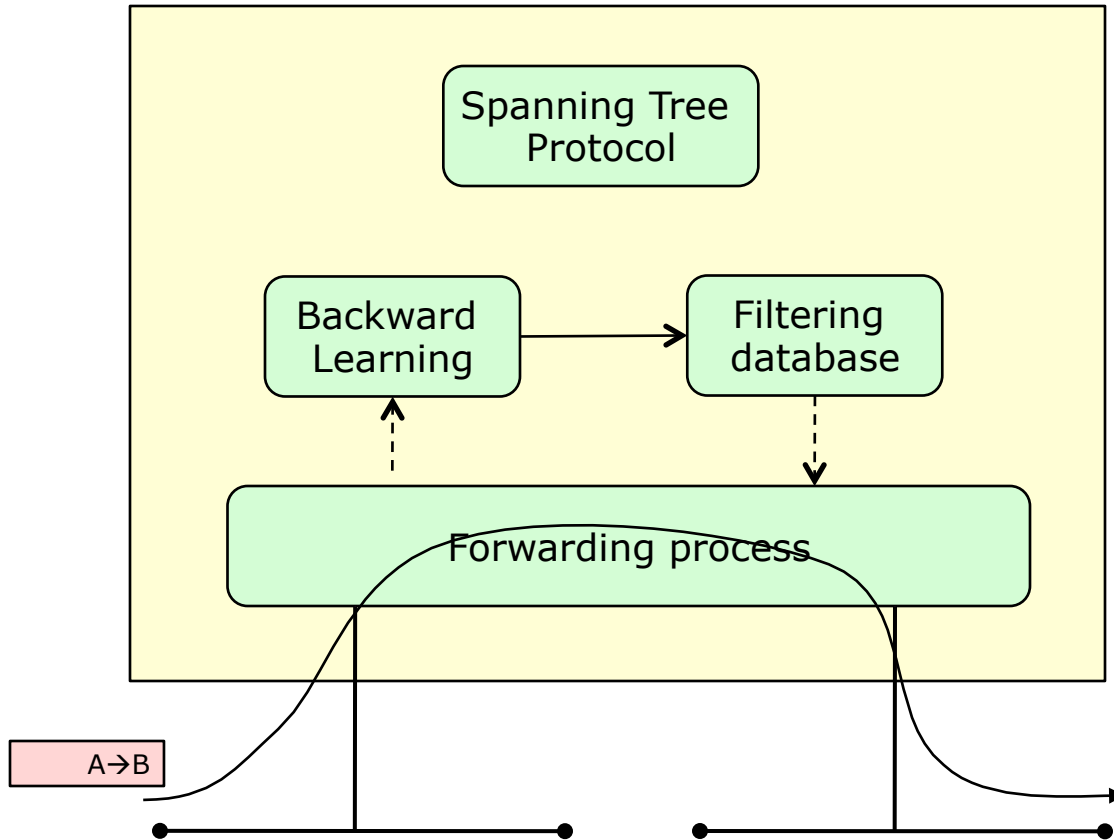 Spanning Tree
Protocol
Backward
Learning
Filtering
database
Forwarding process
A→B